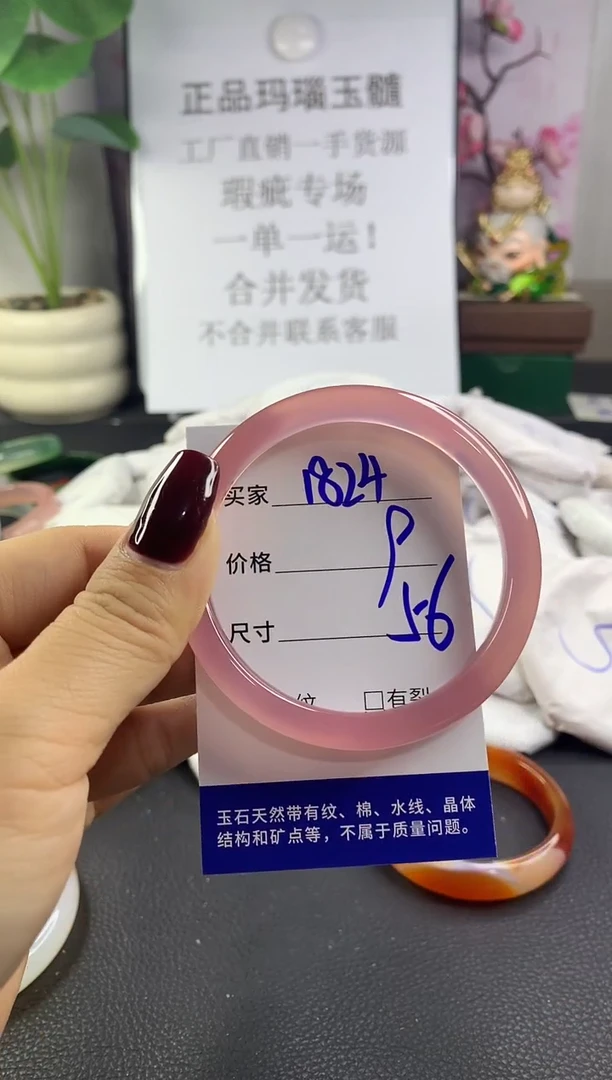 正品玛瑙玉髓
工厂直销一手货源
瑕疵专场
一单一运!
合并发货
不合并联系客服
买家 1824
价格 P
尺寸 56
纹 □有裂
玉石天然带有纹、棉、水线、晶体
结构和矿点等，不属于质量问题。